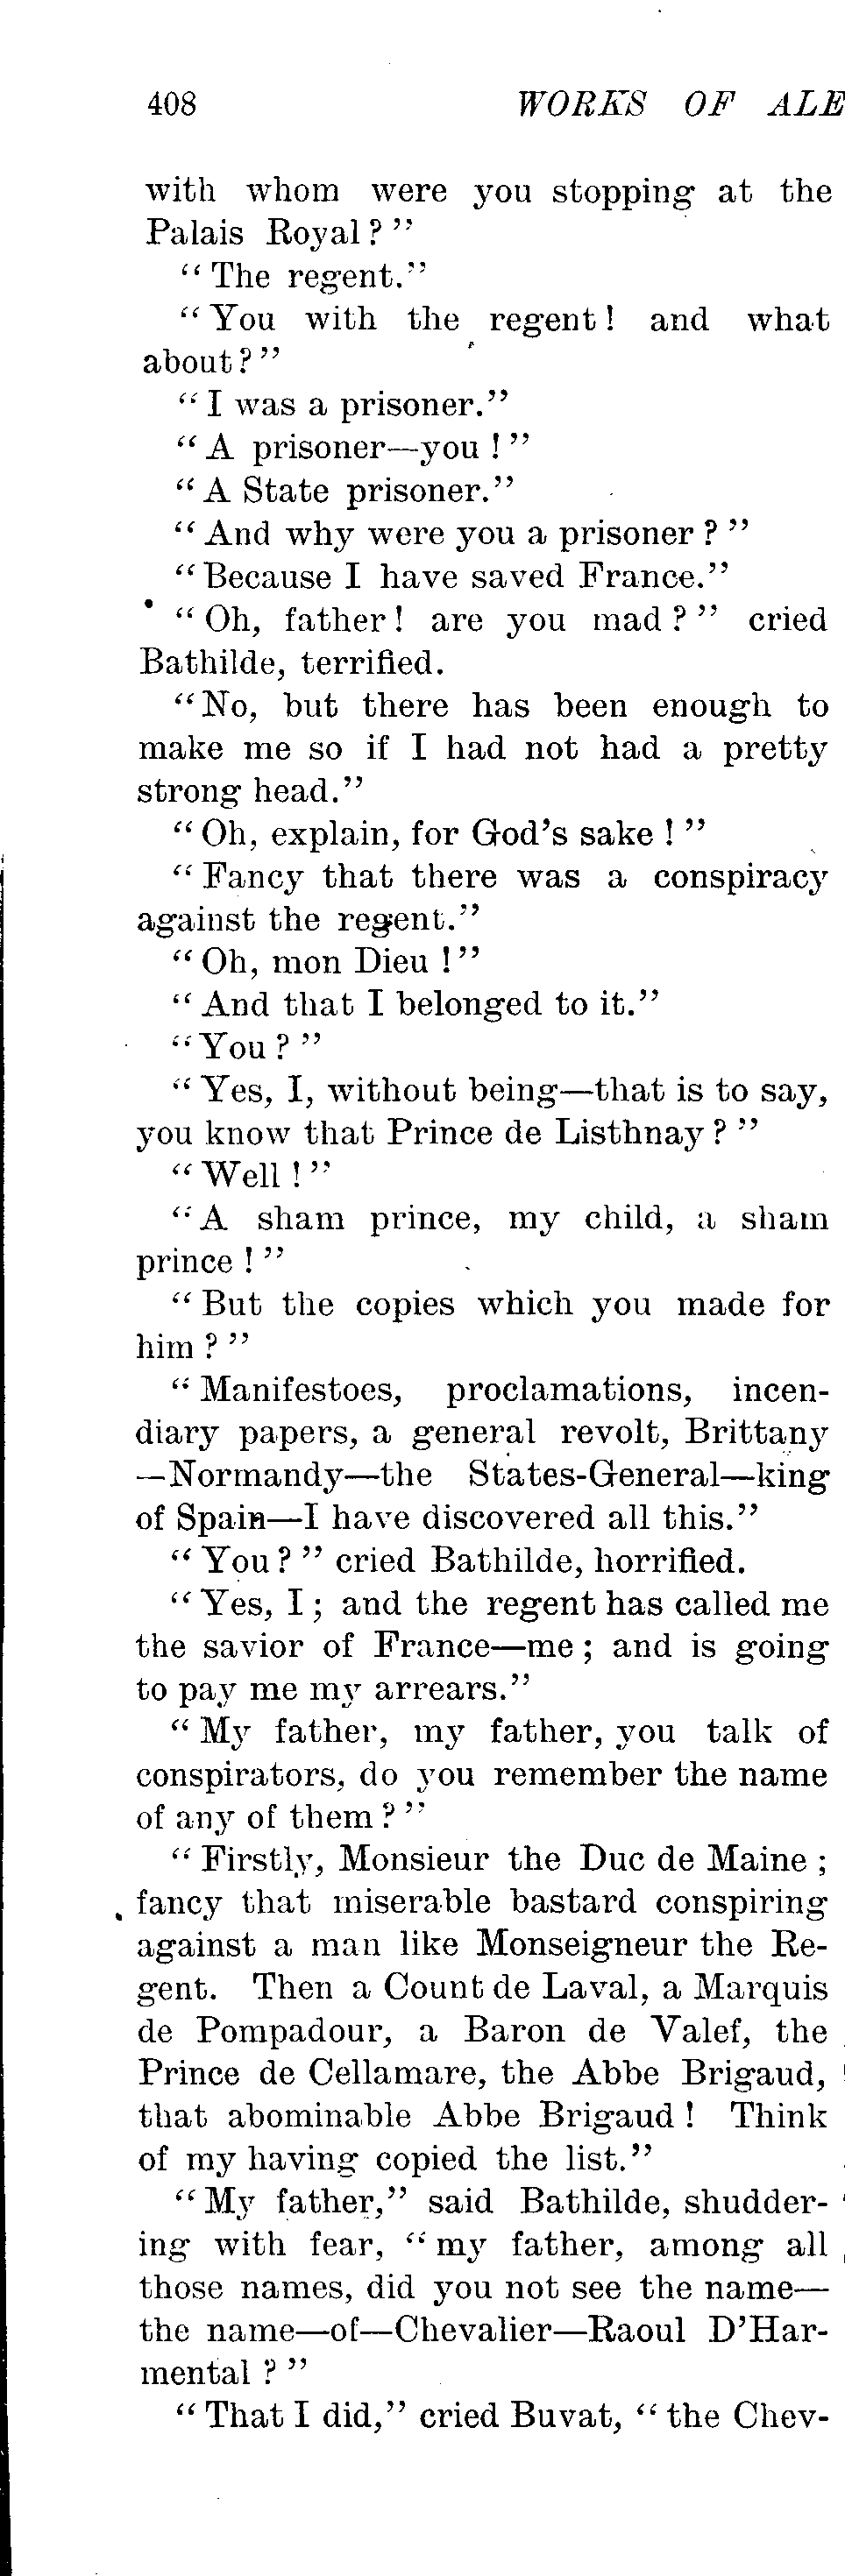 408 WORKS OF ALE
with whom were you stopping at the
Palais Royal?"
"The regent."
"You with the regent! and what
about?"
"I was a prisoner."
"A prisoner—you!"
"A State prisoner."
"And why were you a prisoner?"
"Because I have saved France."
"Oh, father! are you mad?" cried
Bathilde, terrified.
"No, but there has been enough to
make me so if I had not had a pretty
strong head."
"Oh, explain, for God's sake!"
"Fancy that there was a conspiracy
against the regent."
"Oh, mon Dieu!"
"And that I belonged to it."
"You?"
"Yes, I, without being—that is to say,
you know that Prince de Listhnay?"
"Well!"
"A sham prince, my child, a sham
prince!"
"But the copies which you made for
him?"
"Manifestoes, proclamations, incen-
diary papers, a general revolt, Brittany
—Normandy—the States-General—king
of Spain—I have discovered all this."
"You?" cried Bathilde, horrified.
"Yes, I; and the regent has called me
the savior of France—me; and is going
to pay me my arrears."
"My father, my father, you talk of
conspirators, do you remember the name
of any of them?"
"Firstly, Monsieur the Duc de Maine;
fancy that miserable bastard conspiring
against a man like Monseigneur the Re-
gent. Then a Count de Laval, a Marquis
de Pompadour, a Baron de Valef, the
Prince de Cellamare, the Abbe Brigaud,
that abominable Abbe Brigaud! Think
of my having copied the list."
"My father," said Bathilde, shudder-
ing with fear, "my father, among all
those names, did you not see the name—
the name—of—Chevalier—Raoul D'Har-
mental?"
"That I did," cried Buvat, "the Chev-